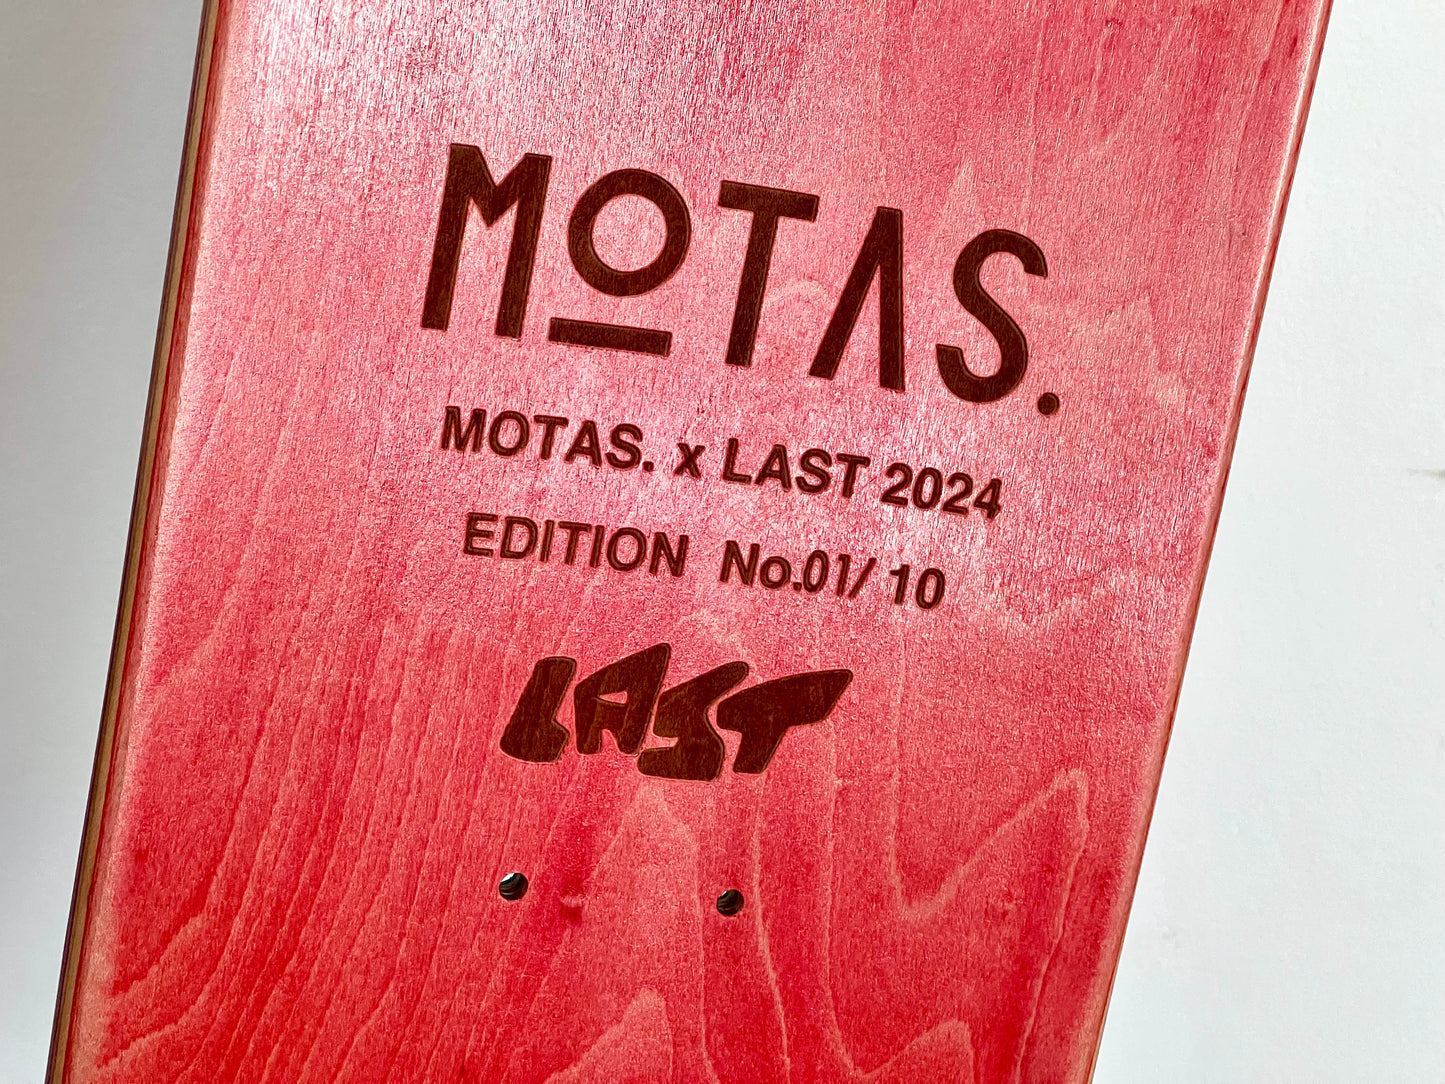 MOTAS.
MOTAS. x LAST 2024
EDITION No.01/ 10
LAST